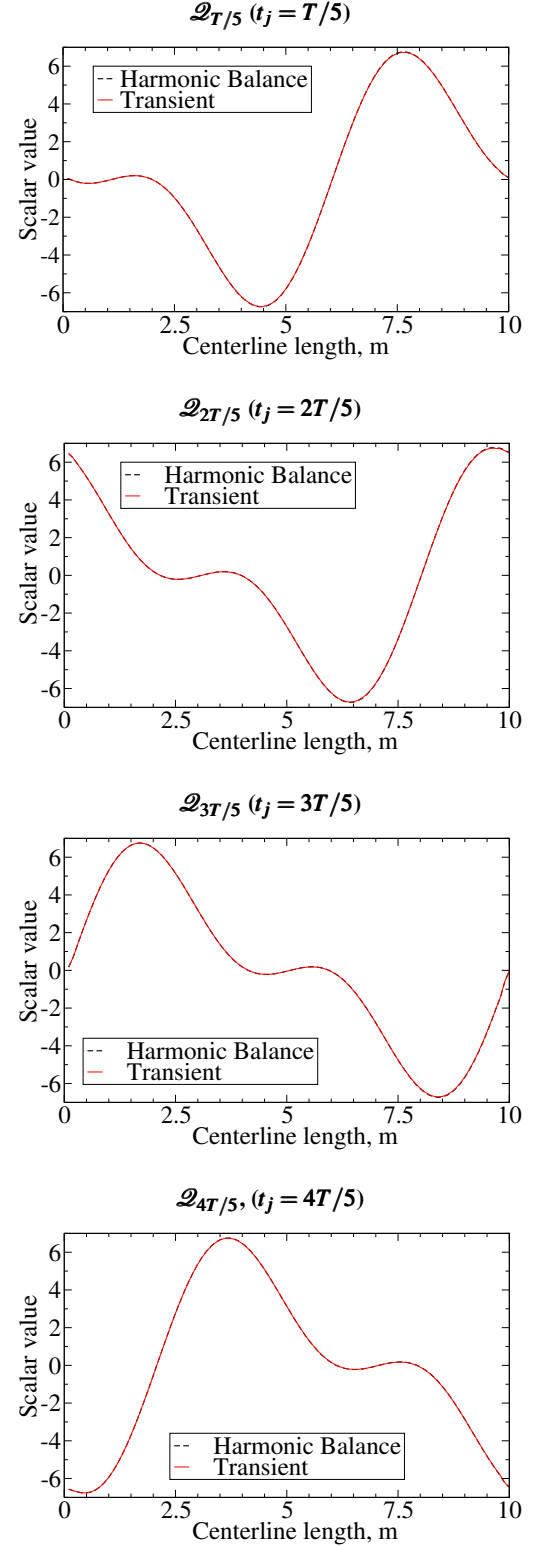 𝒬T/5 (tj = T/5)
6
4
2
0
-2
-4
-6
Scalar value
Harmonic Balance
Transient
0 2.5 5 7.5 10
Centerline length, m
𝒬2T/5 (tj = 2T/5)
6
4
2
0
-2
-4
-6
Scalar value
Harmonic Balance
Transient
0 2.5 5 7.5 10
Centerline length, m
𝒬3T/5 (tj = 3T/5)
6
4
2
0
-2
-4
-6
Scalar value
Harmonic Balance
Transient
0 2.5 5 7.5 10
Centerline length, m
𝒬4T/5, (tj = 4T/5)
6
4
2
0
-2
-4
-6
Scalar value
Harmonic Balance
Transient
0 2.5 5 7.5 10
Centerline length, m